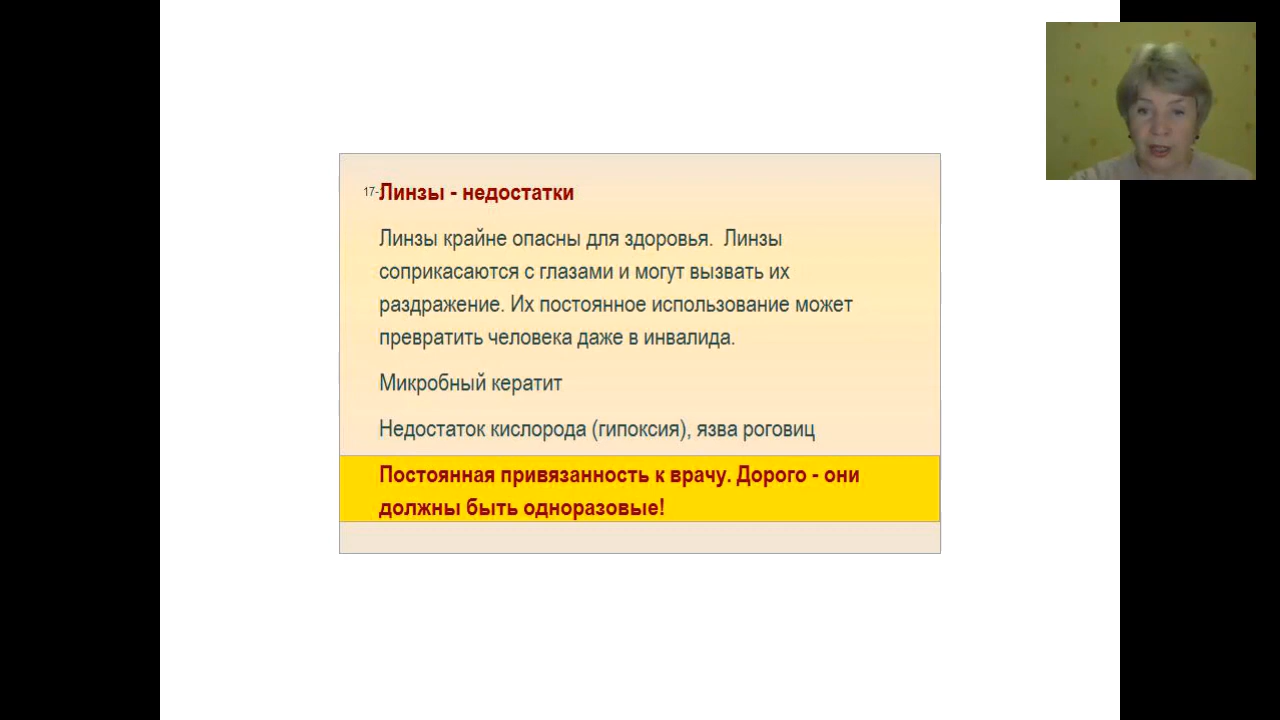 17-Линзы - недостатки
Линзы крайне опасны для здоровья. Линзы
соприкасаются с глазами и могут вызвать их
раздражение. Их постоянное использование может
превратить человека даже в инвалида.
Микробный кератит
Недостаток кислорода (гипоксия), язва роговиц
Постоянная привязанность к врачу. Дорого - они
должны быть одноразовые!